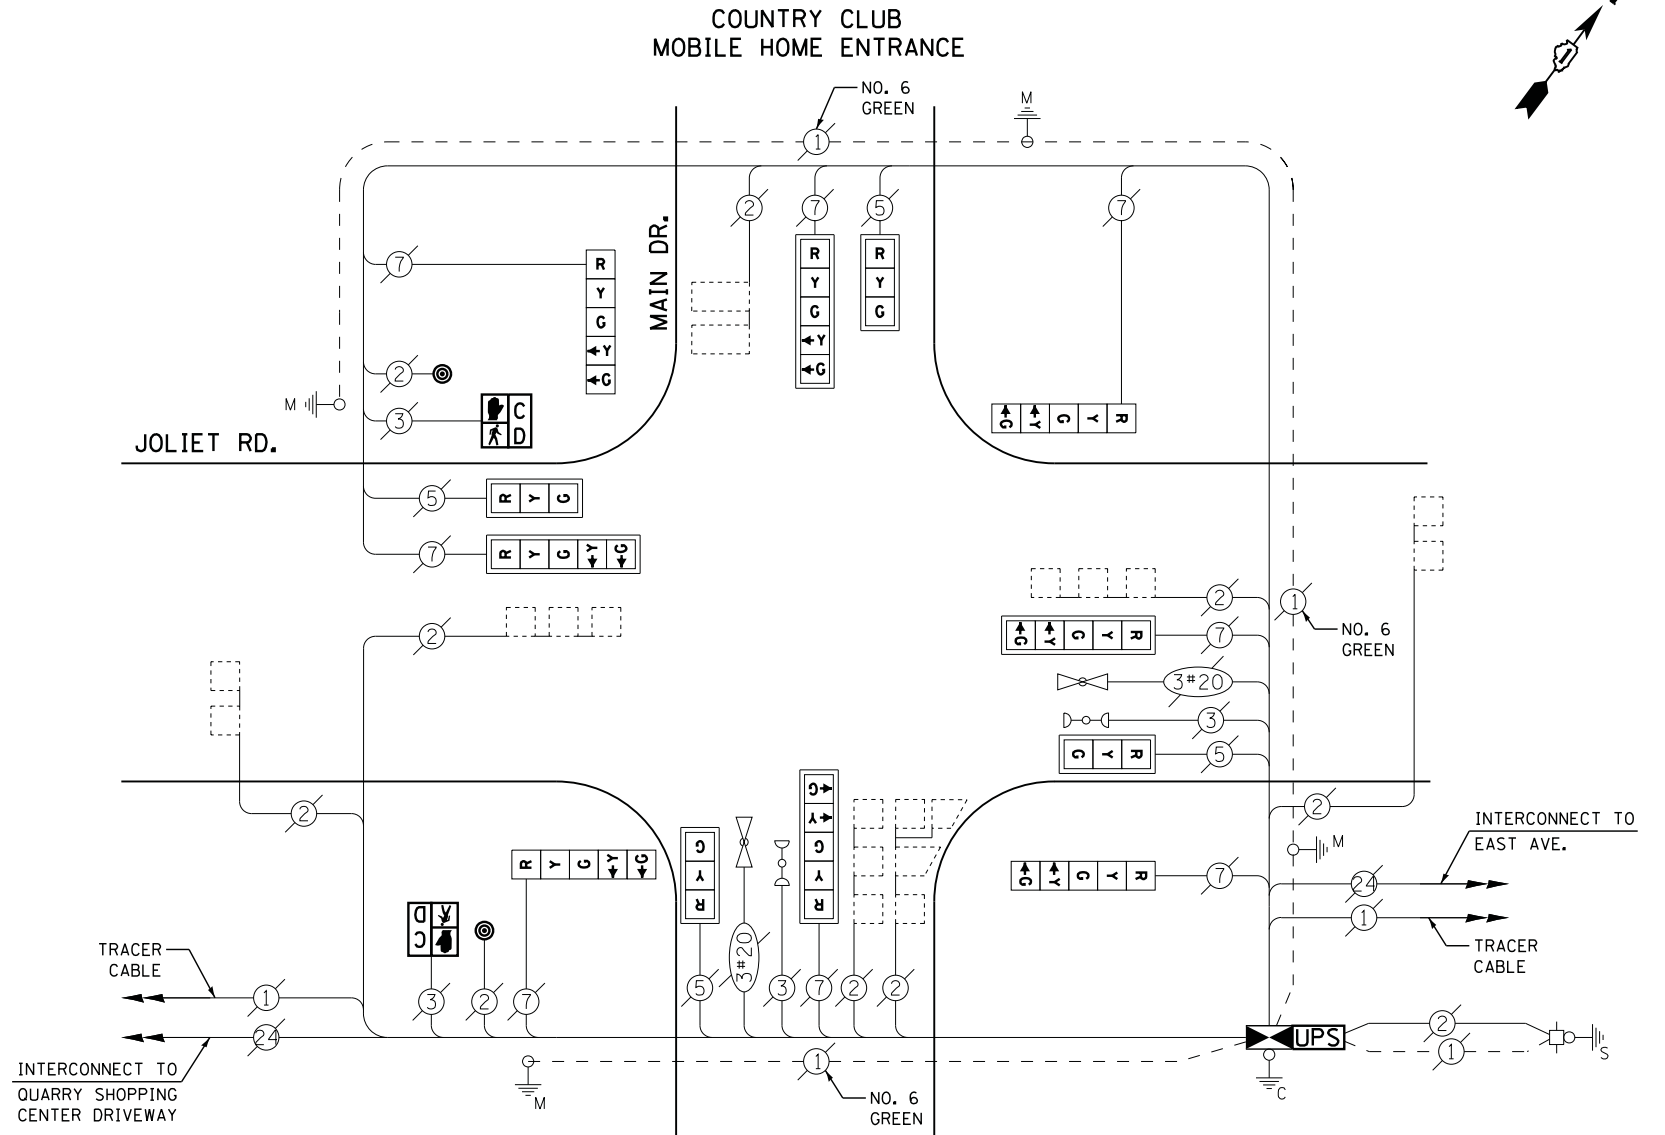 COUNTRY CLUB
MOBILE HOME ENTRANCE
NO. 6
GREEN
M
1
MAIN DR.
2
7
5
7
7
R
Y
G
Y
G
R
Y
G
Y
G
R
Y
G
2
3
C
D
M
G Y G Y R
JOLIET RD.
5
R Y G
7
R Y G Y G
2
2
2
1
NO. 6
GREEN
G Y G Y R
7
3#20
3
G Y R
5
2
INTERCONNECT TO
EAST AVE.
M
R Y G Y G
G
Y
R
G
Y
G
Y
R
G Y G Y R
7
24
1
TRACER
CABLE
D
C
3#20
TRACER
CABLE
1
3
2
7
5
3
7
2
2
24
INTERCONNECT TO
QUARRY SHOPPING
CENTER DRIVEWAY
M
1
NO. 6
GREEN
UPS
C
2
1
S